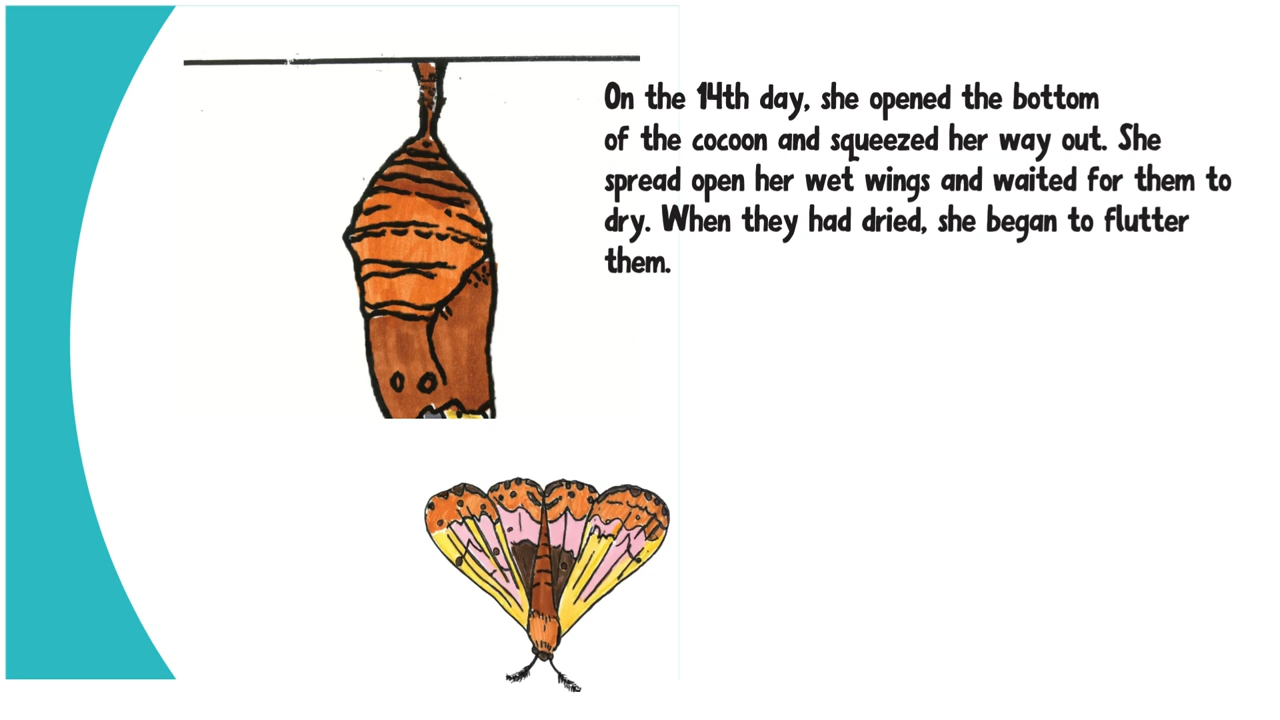 On the 14th day, she opened the bottom
of the cocoon and squeezed her way out. She
spread open her wet wings and waited for them to
dry. When they had dried, she began to flutter
them.